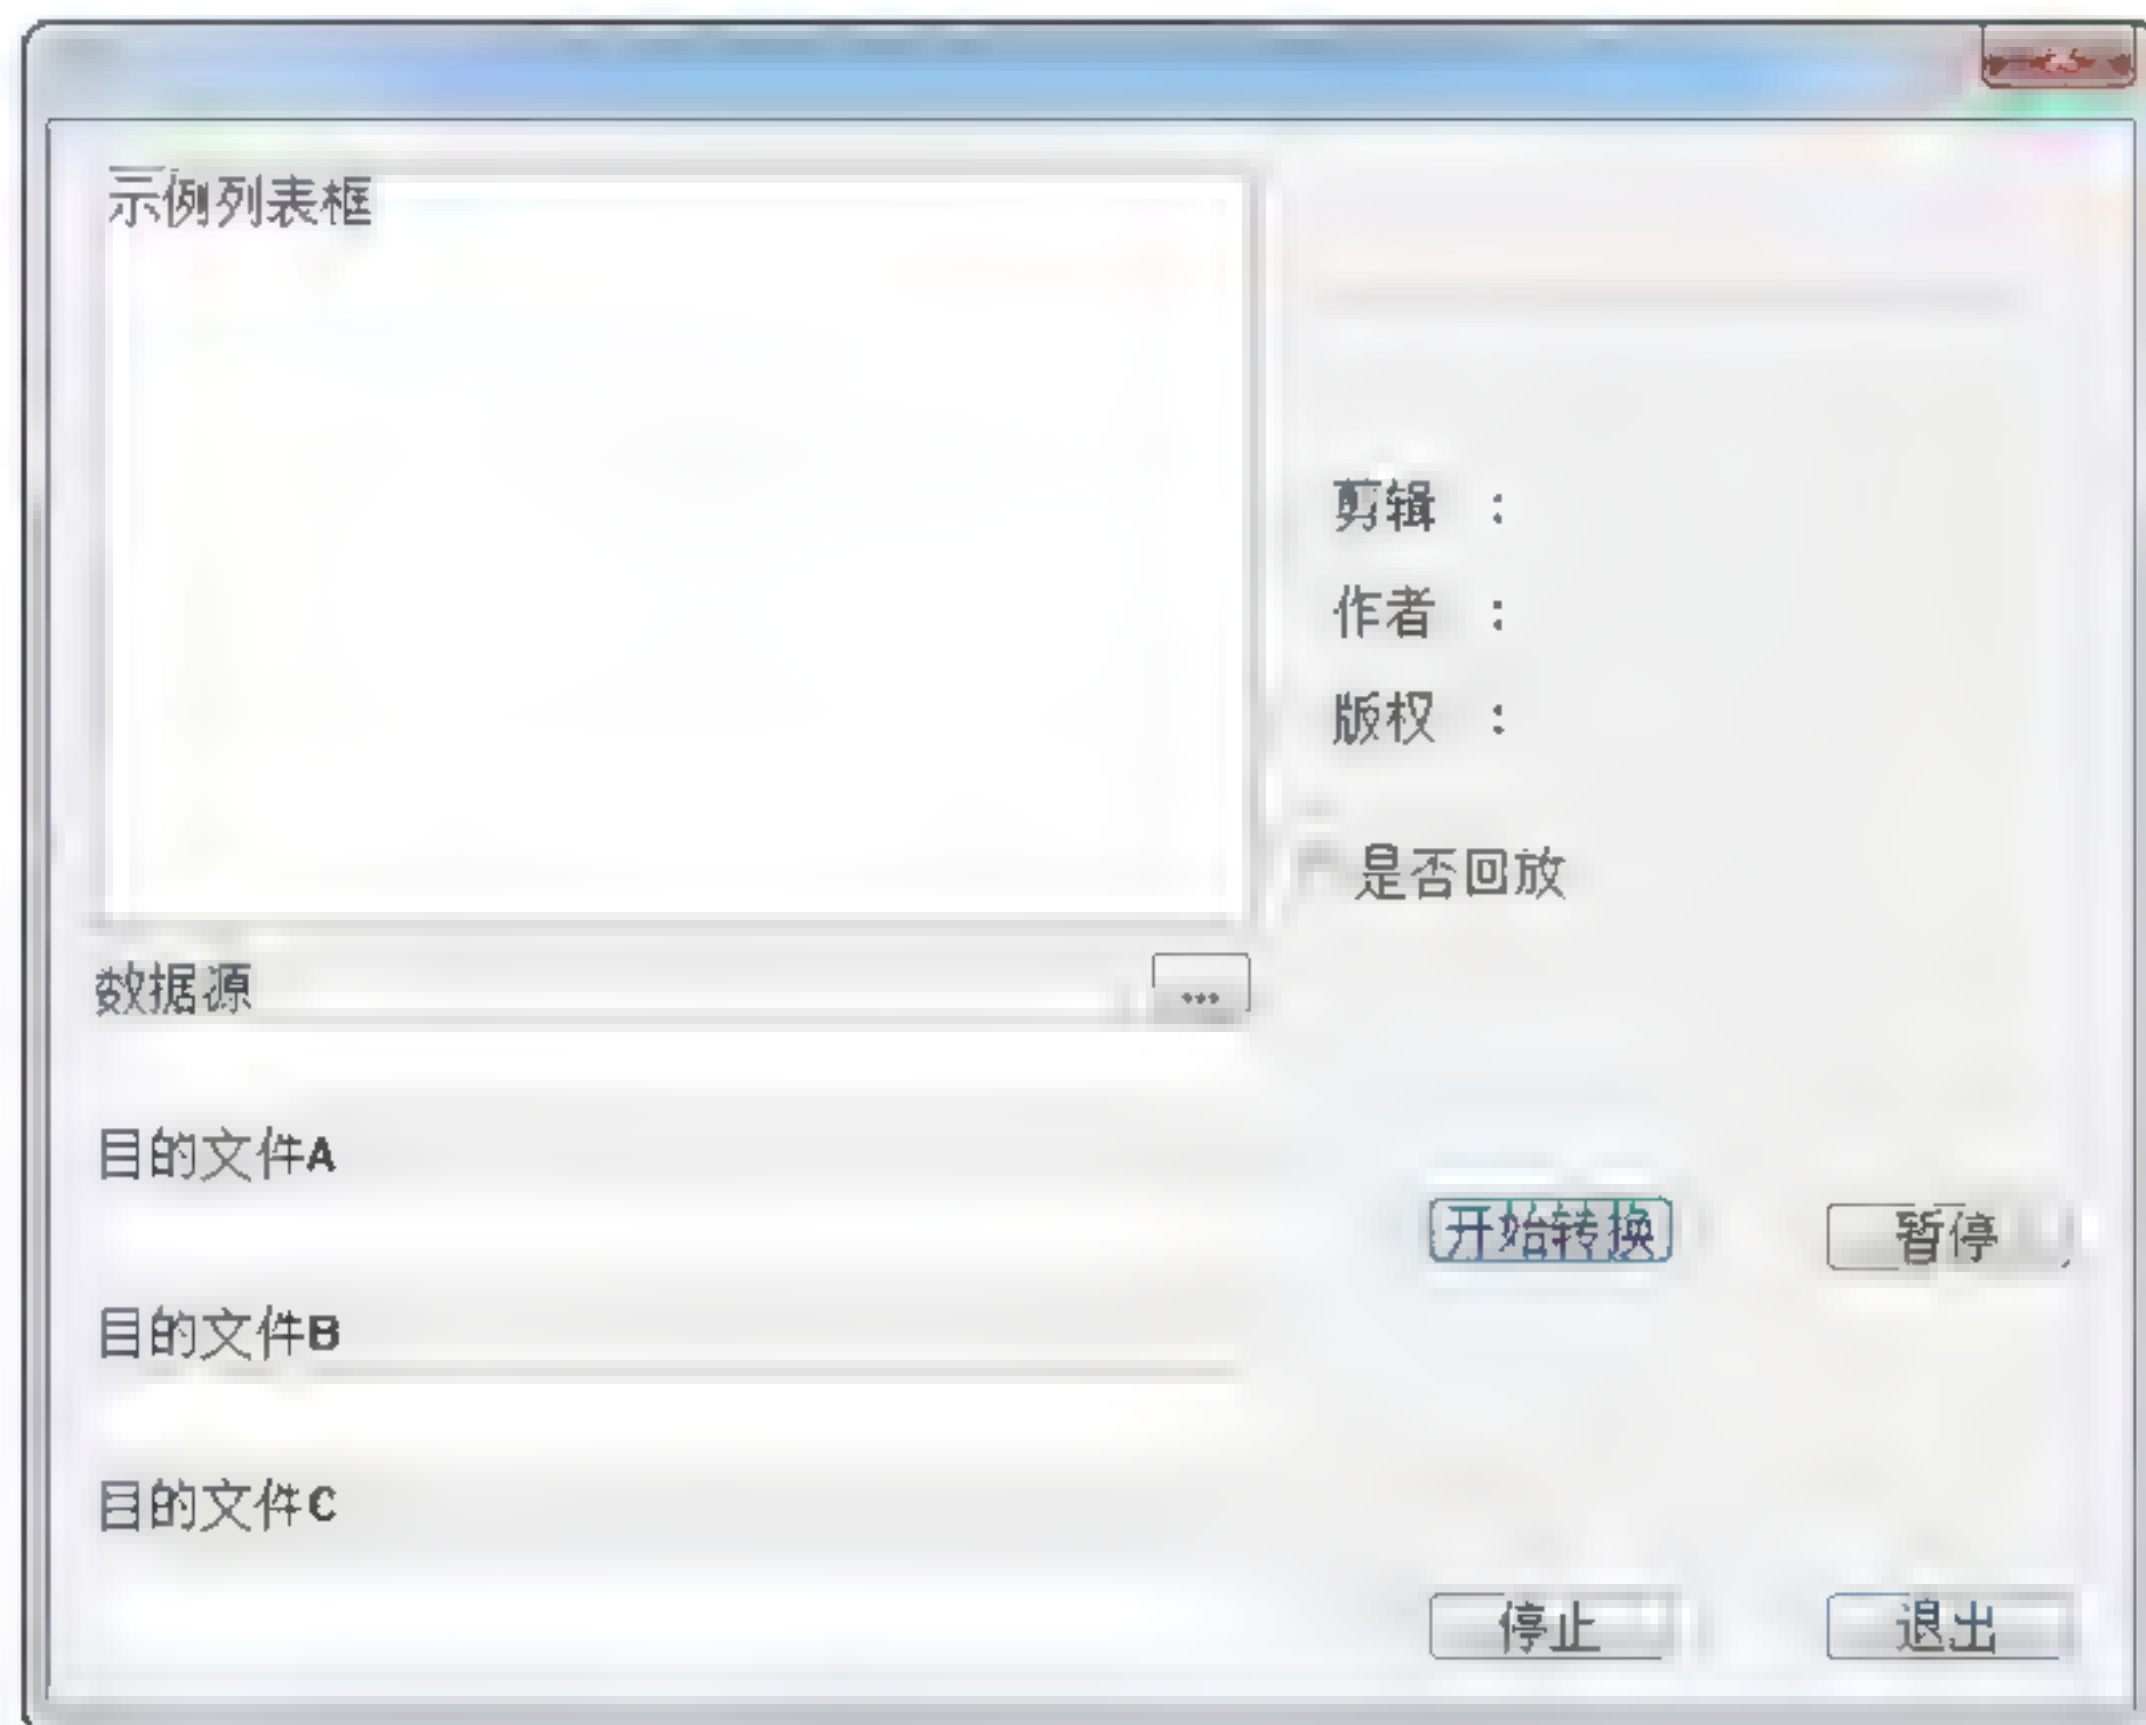 示例列表框
剪辑 :
作者 :
版权 :
是否回放
数据源 ...
目的文件A
开始转换 暂停
目的文件B
目的文件C
停止 退出